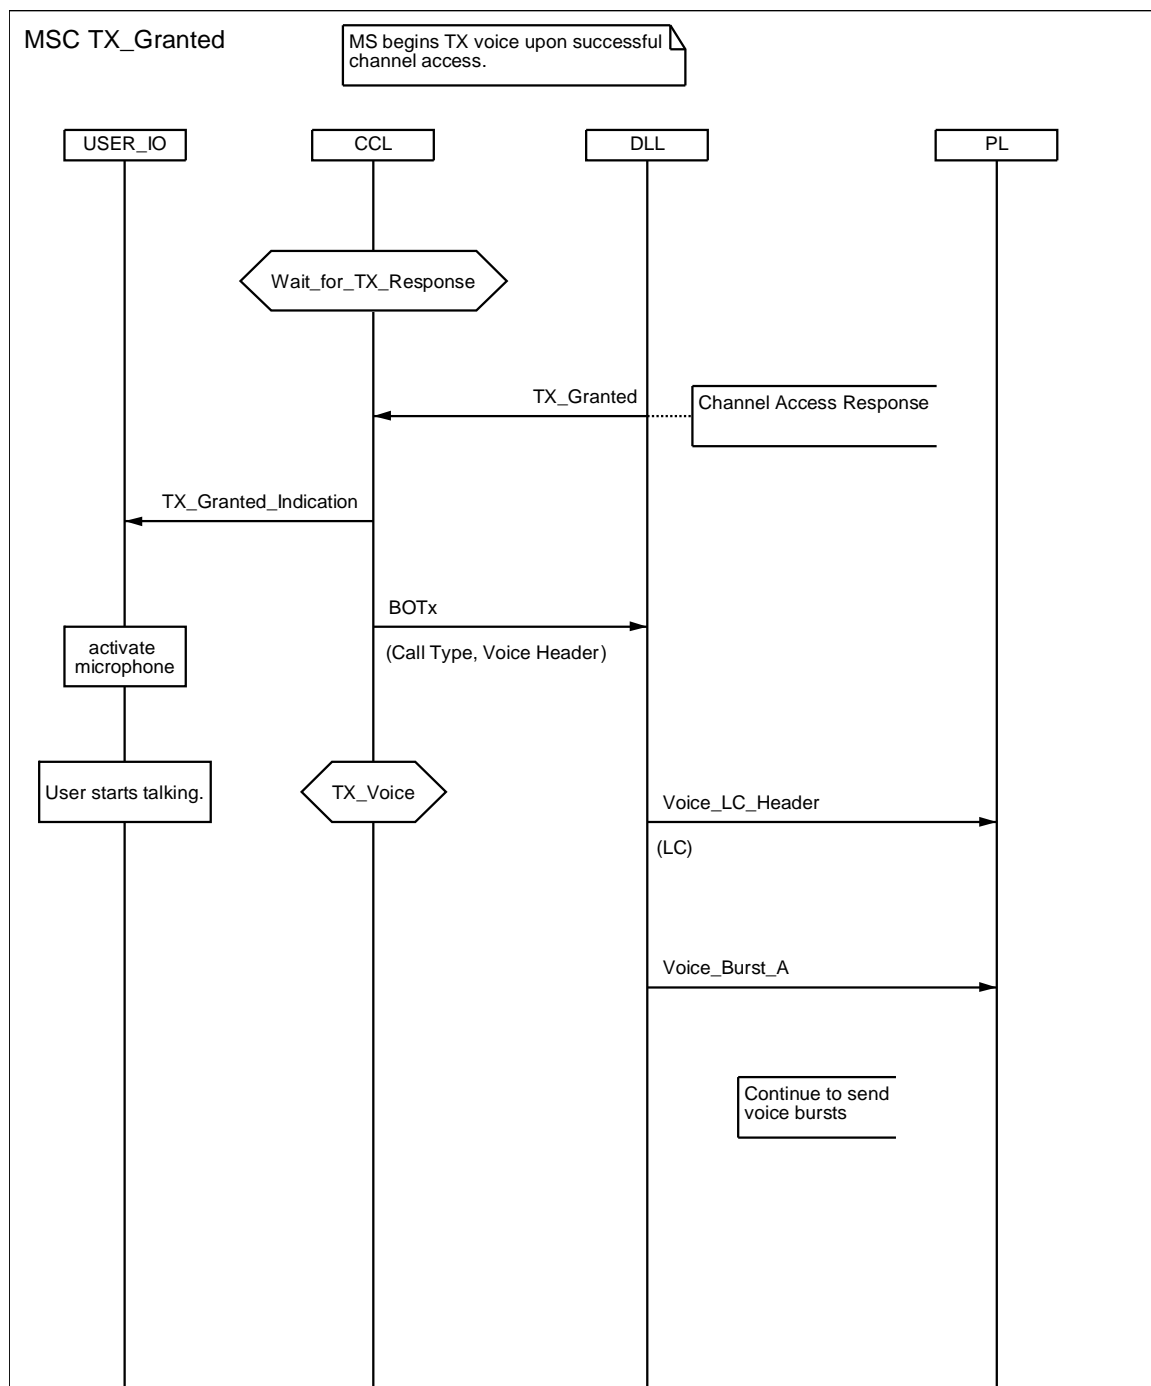 MSC TX_Granted
MS begins TX voice upon successful
channel access.
USER_IO
CCL
DLL
PL
Wait_for_TX_Response
TX_Granted
Channel Access Response
TX_Granted_Indication
BOTx
activate
microphone
(Call Type, Voice Header)
User starts talking.
TX_Voice
Voice_LC_Header
(LC)
Voice_Burst_A
Continue to send
voice bursts